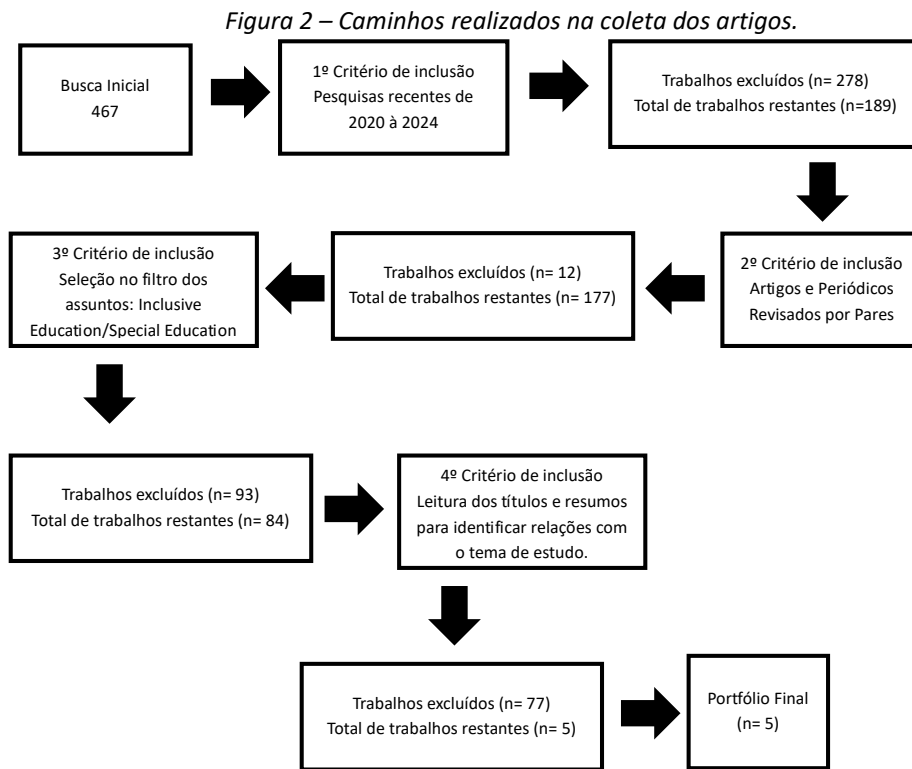 Figura 2 – Caminhos realizados na coleta dos artigos.
Busca Inicial
467
1º Critério de inclusão
Pesquisas recentes de
2020 à 2024
Trabalhos excluídos (n= 278)
Total de trabalhos restantes (n=189)
2º Critério de inclusão
Artigos e Periódicos
Revisados por Pares
Trabalhos excluídos (n= 12)
Total de trabalhos restantes (n= 177)
3º Critério de inclusão
Seleção no filtro dos
assuntos: Inclusive
Education/Special Education
Trabalhos excluídos (n= 93)
Total de trabalhos restantes (n= 84)
4º Critério de inclusão
Leitura dos títulos e resumos
para identificar relações com
o tema de estudo.
Trabalhos excluídos (n= 77)
Total de trabalhos restantes (n= 5)
Portfólio Final
(n= 5)